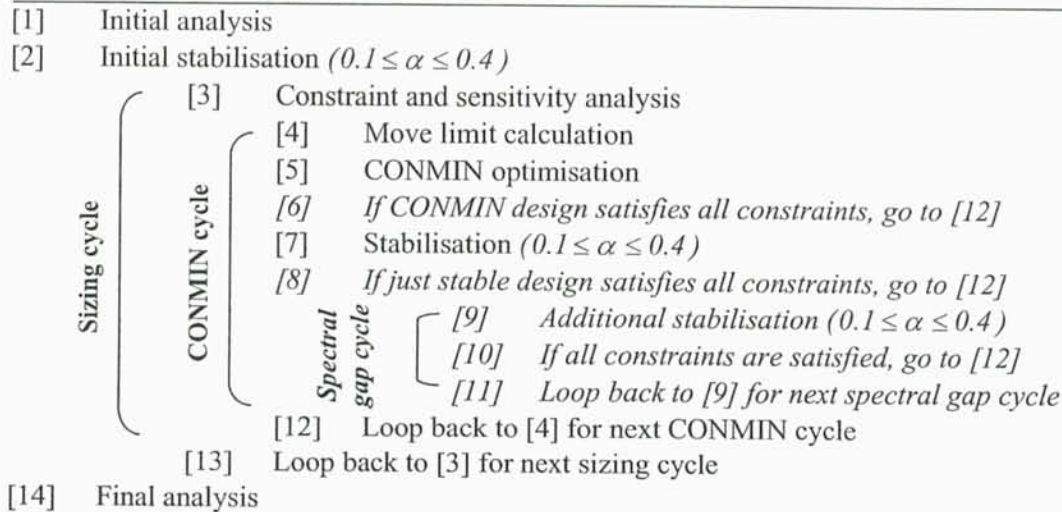 [1] Initial analysis
[2] Initial stabilisation (0.1 ≤ α ≤ 0.4)
[3] Constraint and sensitivity analysis
[4] Move limit calculation
[5] CONMIN optimisation
[6] If CONMIN design satisfies all constraints, go to [12]
[7] Stabilisation (0.1 ≤ α ≤ 0.4)
[8] If just stable design satisfies all constraints, go to [12]
[9] Additional stabilisation (0.1 ≤ α ≤ 0.4)
[10] If all constraints are satisfied, go to [12]
[11] Loop back to [9] for next spectral gap cycle
[12] Loop back to [4] for next CONMIN cycle
[13] Loop back to [3] for next sizing cycle
[14] Final analysis
Sizing cycle
CONMIN cycle
Spectral
gap cycle